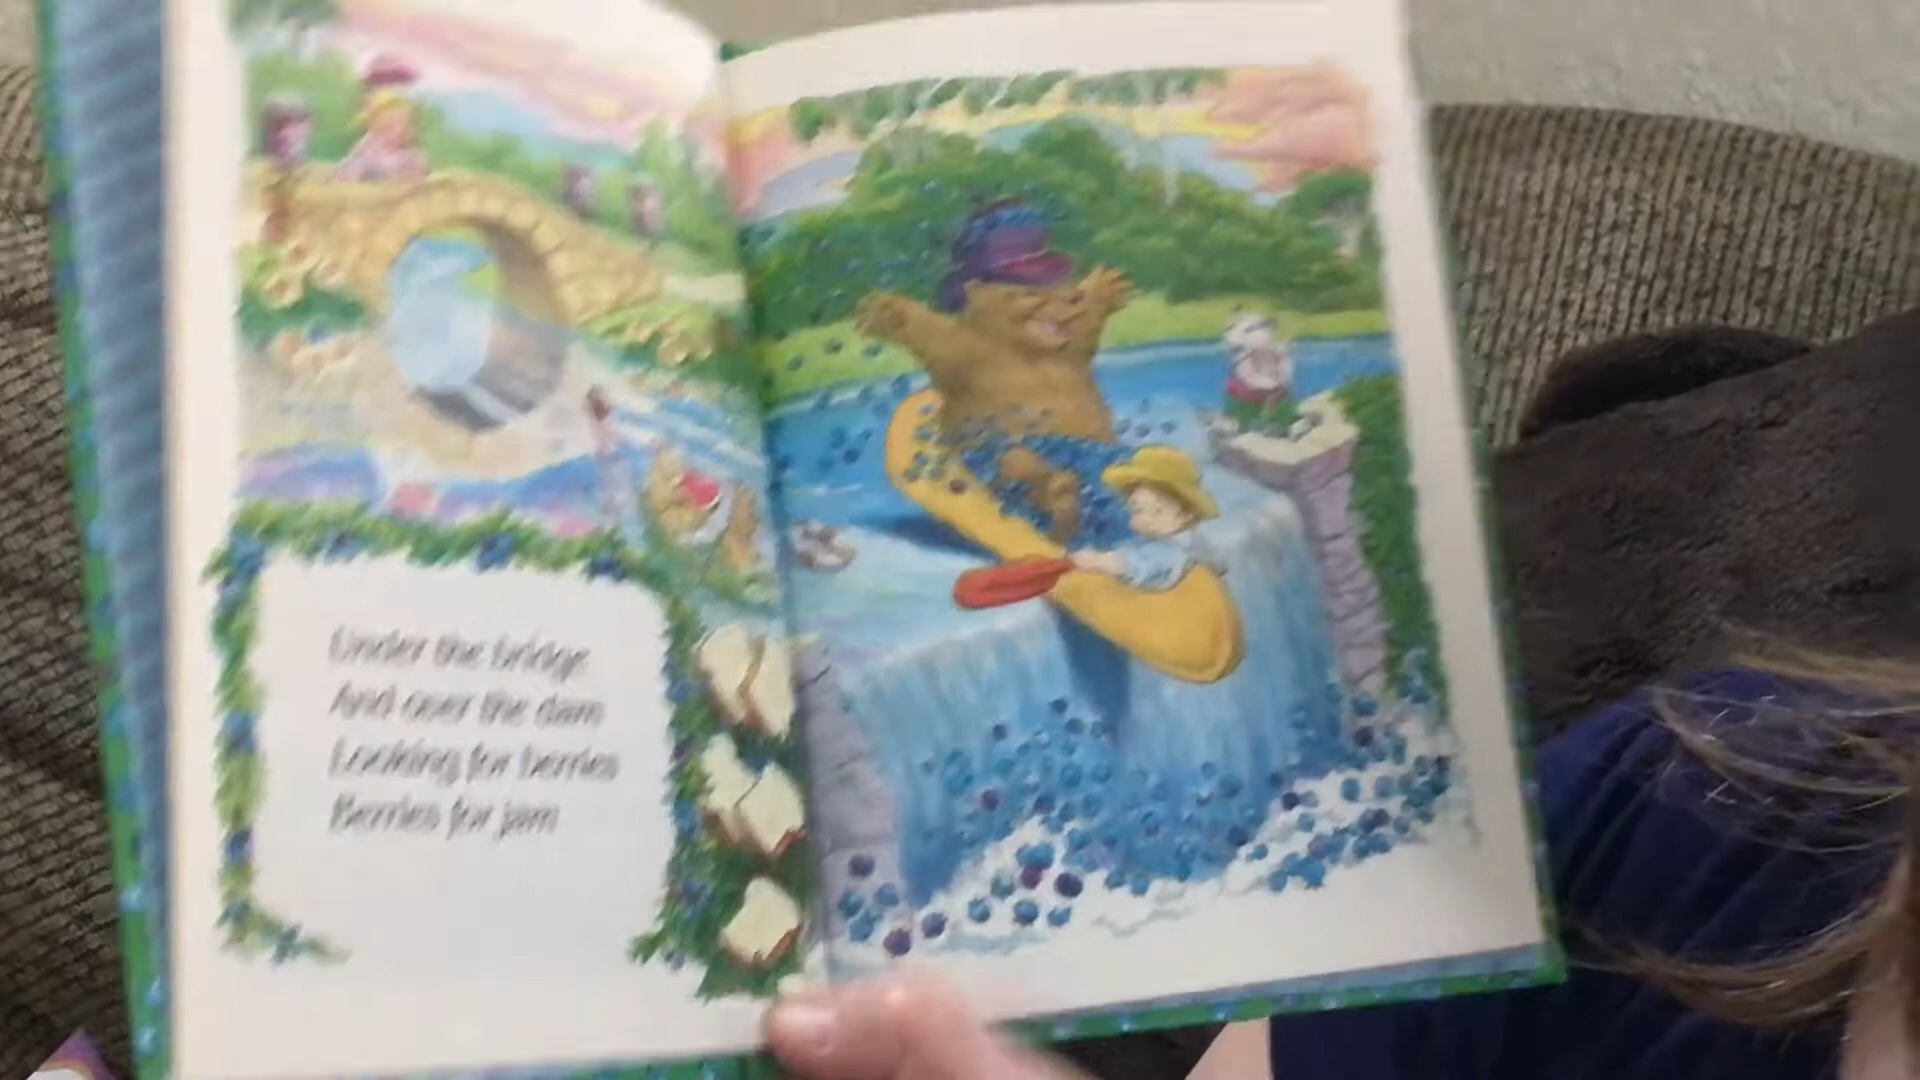 Under the bridge
And over the dam
Looking for berries
Berries for jam